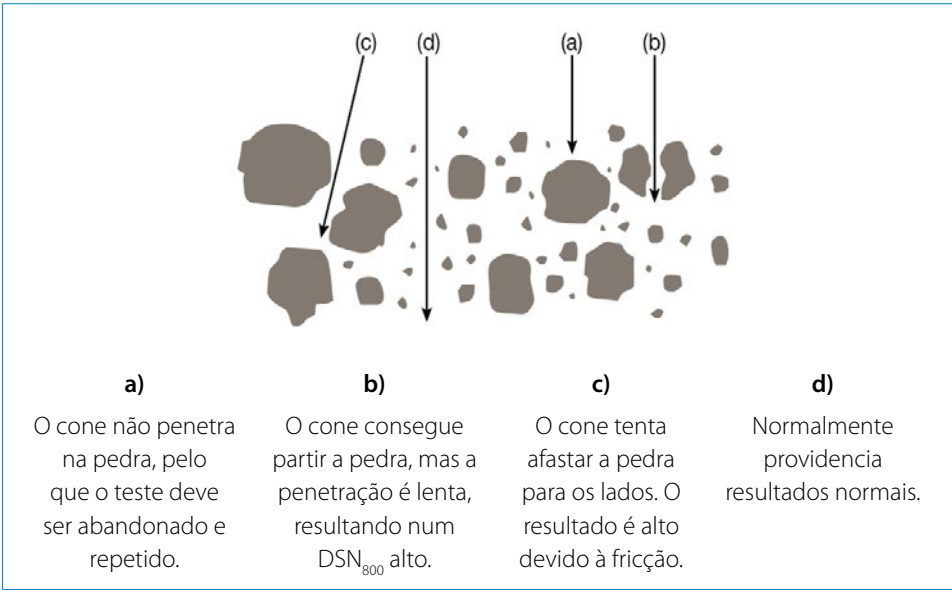 (c) (d) (a) (b)
a)
O cone não penetra
na pedra, pelo
que o teste deve
ser abandonado e
repetido.
b)
O cone consegue
partir a pedra, mas a
penetração é lenta,
resultando num
DSN800 alto.
c)
O cone tenta
afastar a pedra
para os lados. O
resultado é alto
devido à fricção.
d)
Normalmente
providencia
resultados normais.